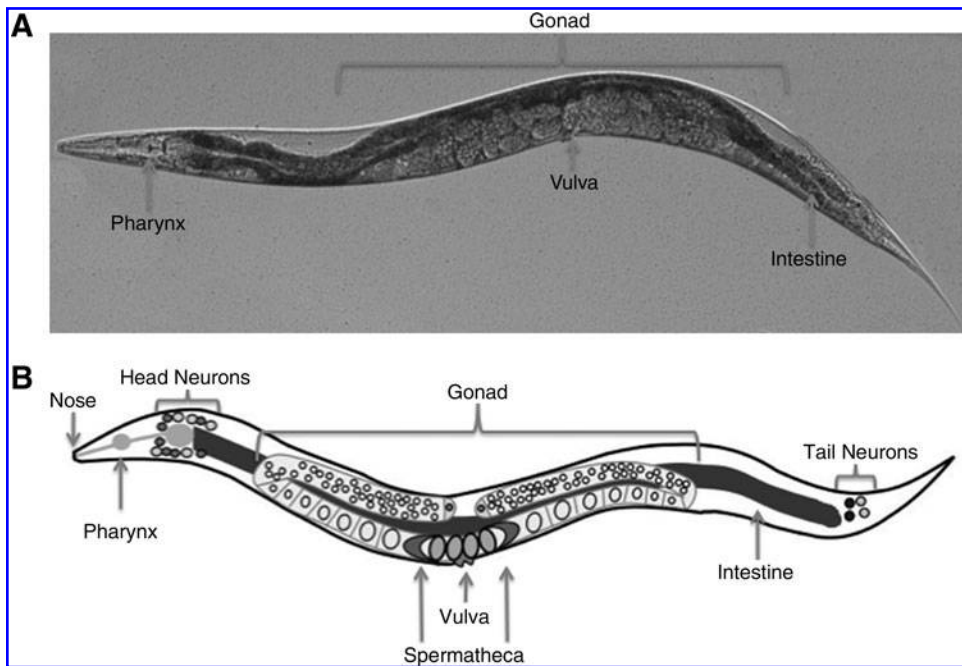 A
Gonad
Pharynx
Vulva
Intestine
B
Head Neurons
Nose
Gonad
Tail Neurons
Pharynx
Intestine
Vulva
Spermatheca